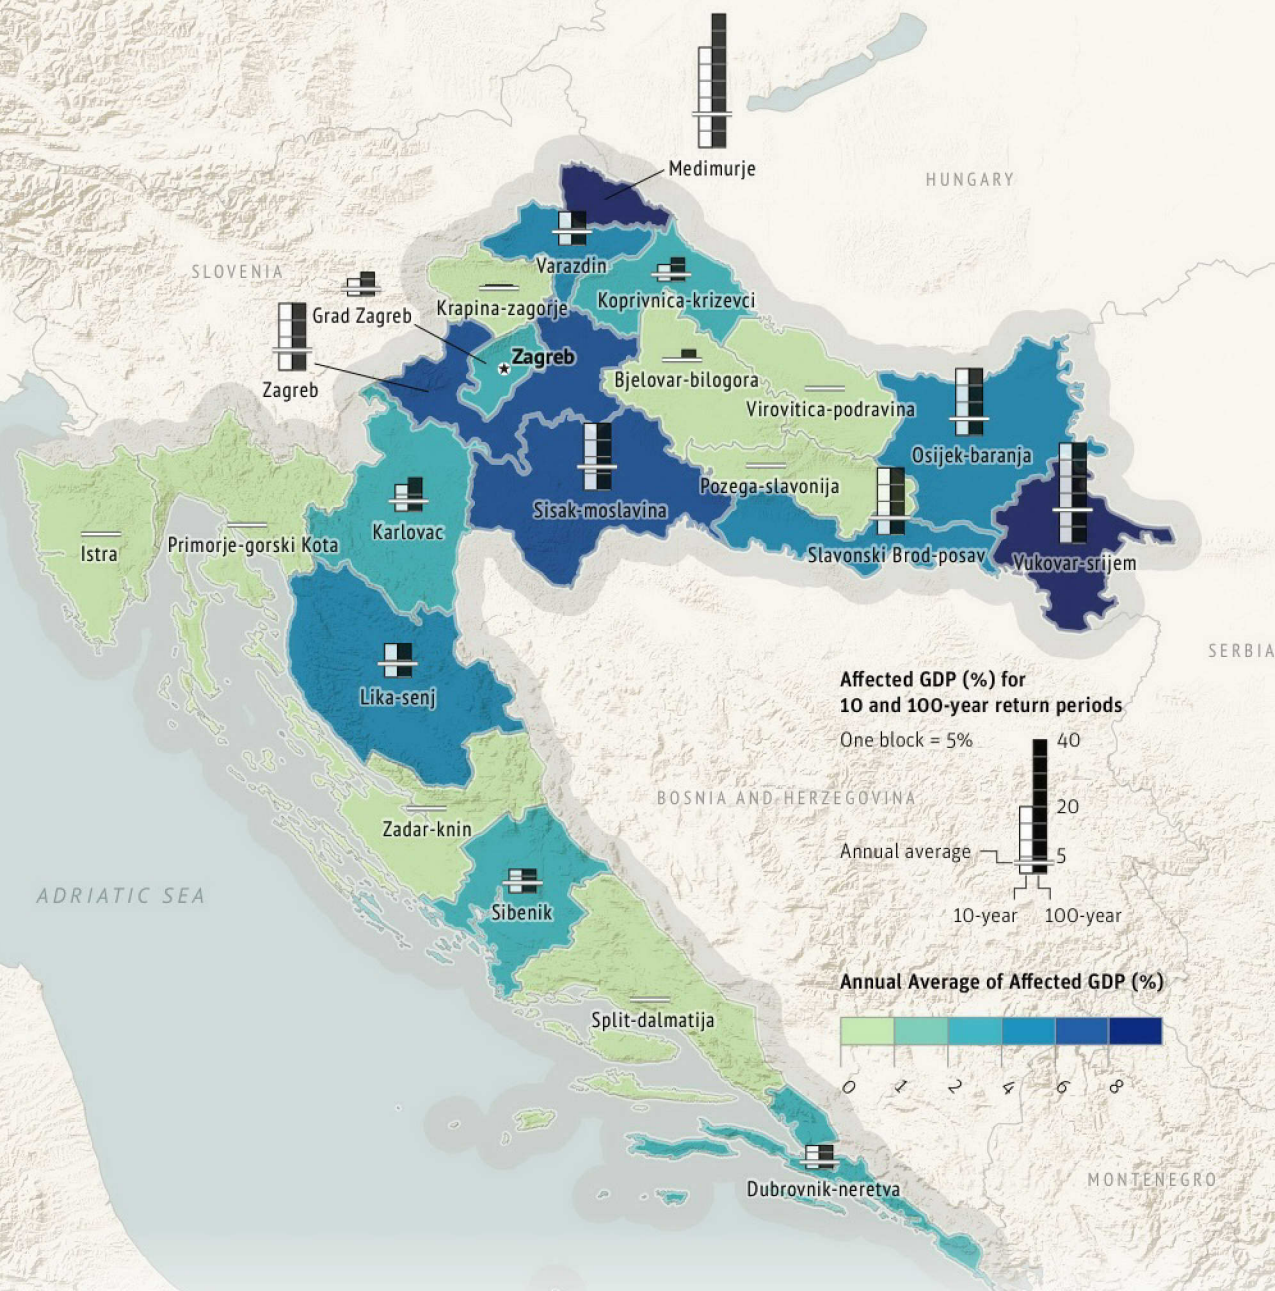 Medimurje
HUNGARY
SLOVENIA
Varazdin
Koprivnica-krizevci
Krapina-zagorje
Grad Zagreb
Zagreb
Zagreb
Bjelovar-bilogora
Virovitica-podravina
Osijek-baranja
Pozega-slavonija
Sisak-moslavina
Karlovac
Istra
Primorje-gorski Kota
Slavonski Brod-posav
Vukovar-srijem
SERBIA
Lika-senj
Affected GDP (%) for
10 and 100-year return periods
One block = 5%
40
20
Annual average
5
10-year
100-year
BOSNIA AND HERZEGOVINA
Zadar-knin
ADRIATIC SEA
Sibenik
Annual Average of Affected GDP (%)
0 1 2 4 6 8
Split-dalmatija
MONTENEGRO
Dubrovnik-neretva